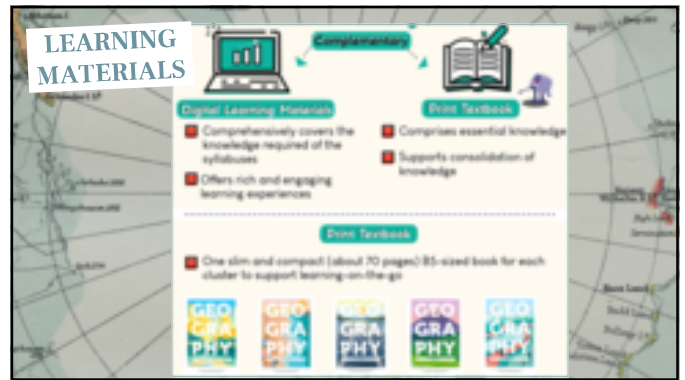 LEARNING
MATERIALS
Complementary
Digital Learning Materials
Comprehensively covers the
knowledge required of the
syllabuses
Offers rich and engaging
learning experiences
Print Textbook
Comprises essential knowledge
Supports consolidation of
knowledge
Print Textbook
One slim and compact (about 70 pages) B5-sized book for each
cluster to support learning-on-the-go
GEO
GRA
PHY
GEO
GRA
PHY
GEO
GRA
PHY
GEO
GRA
PHY
GEO
GRA
PHY